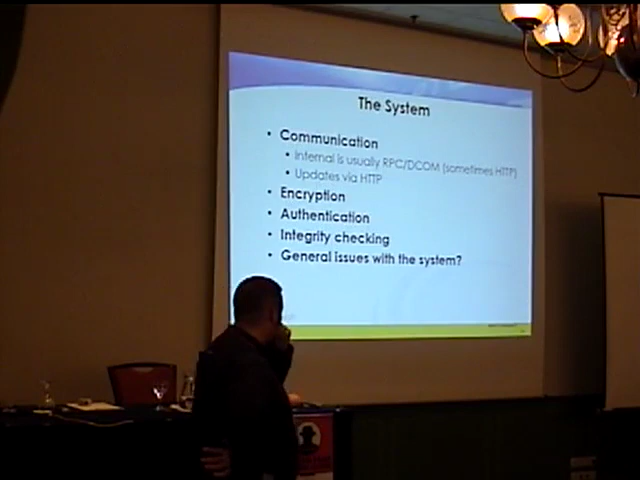 The System
• Communication
• Internal is usually RPC/DCOM (sometimes HTTP)
• Updates via HTTP
• Encryption
• Authentication
• Integrity checking
• General issues with the system?